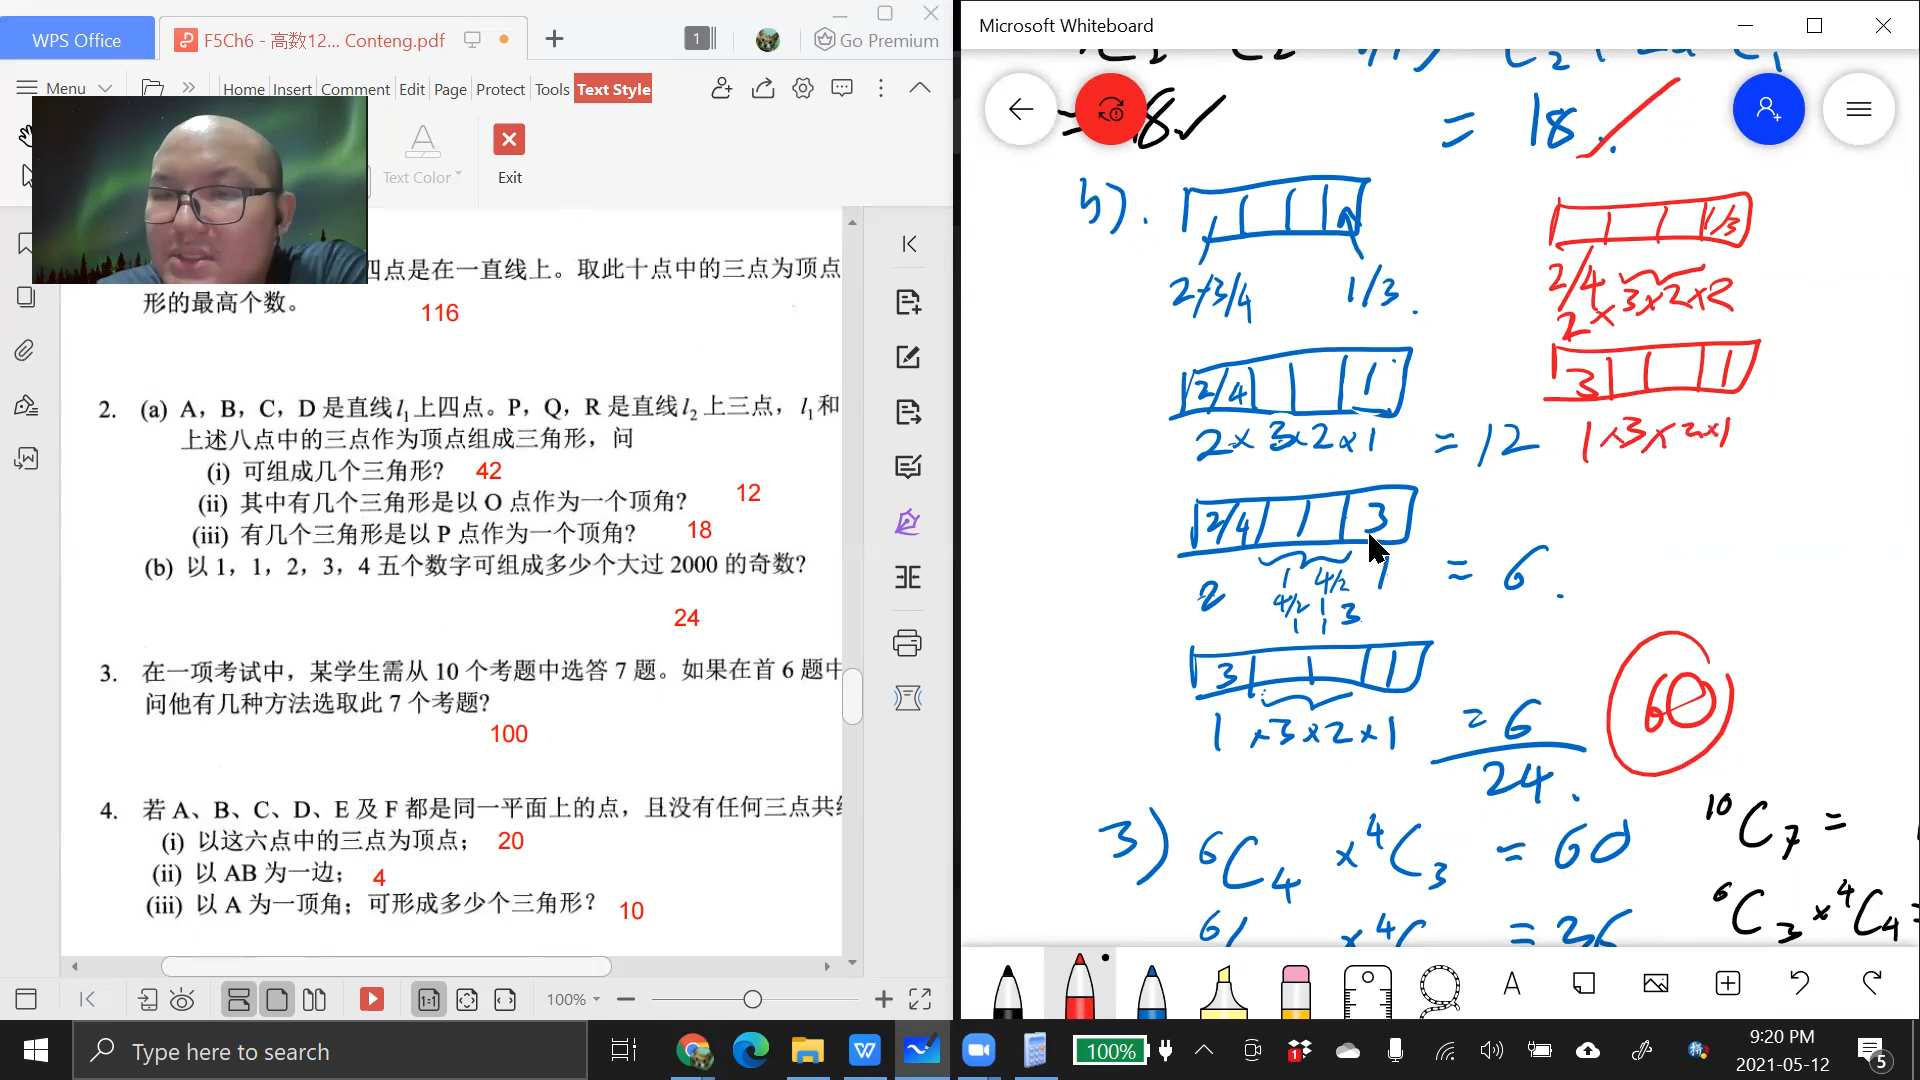 WPS Office
F5Ch6 - 高数12... Conteng.pdf
1
Go Premium
Menu
Home Insert Comment Edit Page Protect Tools Text Style
Text Color
Exit
四点是在一直线上。取此十点中的三点为顶点
形的最高个数。
116
2. (a) A，B，C，D 是直线 l₁ 上四点。P，Q，R 是直线 l₂ 上三点，l₁ 和
上述八点中的三点作为顶点组成三角形，问
(i) 可组成几个三角形? 42
(ii) 其中有几个三角形是以 O 点作为一个顶角? 12
(iii) 有几个三角形是以 P 点作为一个顶角? 18
(b) 以 1，1，2，3，4 五个数字可组成多少个大过 2000 的奇数?
24
3. 在一项考试中，某学生需从 10 个考题中选答 7 题。如果在首 6 题中
问他有几种方法选取此 7 个考题?
100
4. 若 A、B、C、D、E 及 F 都是同一平面上的点，且没有任何三点共
(i) 以这六点中的三点为顶点； 20
(ii) 以 AB 为一边； 4
(iii) 以 A 为一顶角；可形成多少个三角形? 10
100%
Microsoft Whiteboard
= 18
b).
2/3/4 1/3
2/4 1
2 x 3 x 2 x 1 = 12
2/4 1 3
2 1 4/2 1 = 6
4/2 1 3
1 1
3 1
1 x 3 x 2 x 1 = 6
24
1/3
2/4
2 x 3 x 2 x 2
3 1
1 x 3 x 2 x 1
60
3) ⁶C₄ x ⁴C₃ = 60
= 36
¹⁰C₇ =
⁶C₃ x ⁴C₄ =
Type here to search
100%
1
9:20 PM
2021-05-12
5